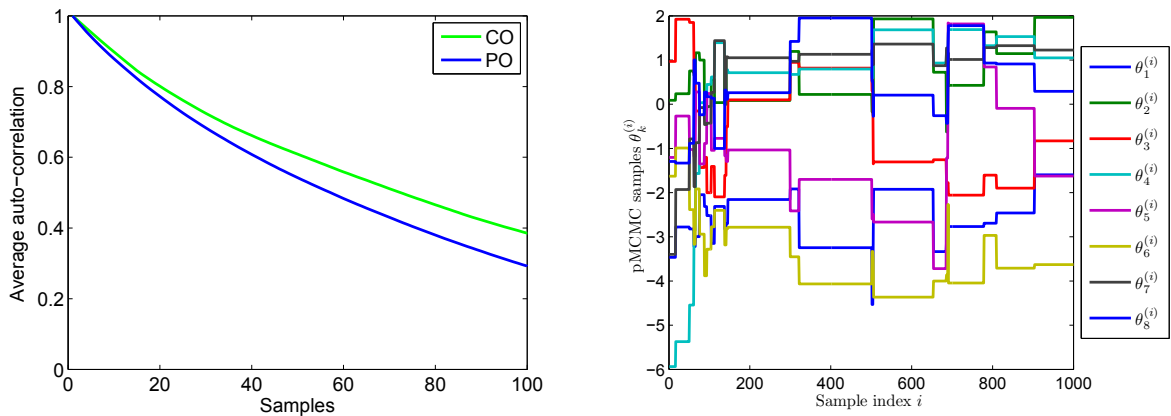 1
0.8
0.6
0.4
0.2
0
0 20 40 60 80 100
Average auto-correlation
Samples
CO
PO
2
1
0
−1
−2
−3
−4
−5
−6
0 200 400 600 800 1000
pMCMC samples θ_k^{(i)}
Sample index i
θ_1^{(i)}
θ_2^{(i)}
θ_3^{(i)}
θ_4^{(i)}
θ_5^{(i)}
θ_6^{(i)}
θ_7^{(i)}
θ_8^{(i)}